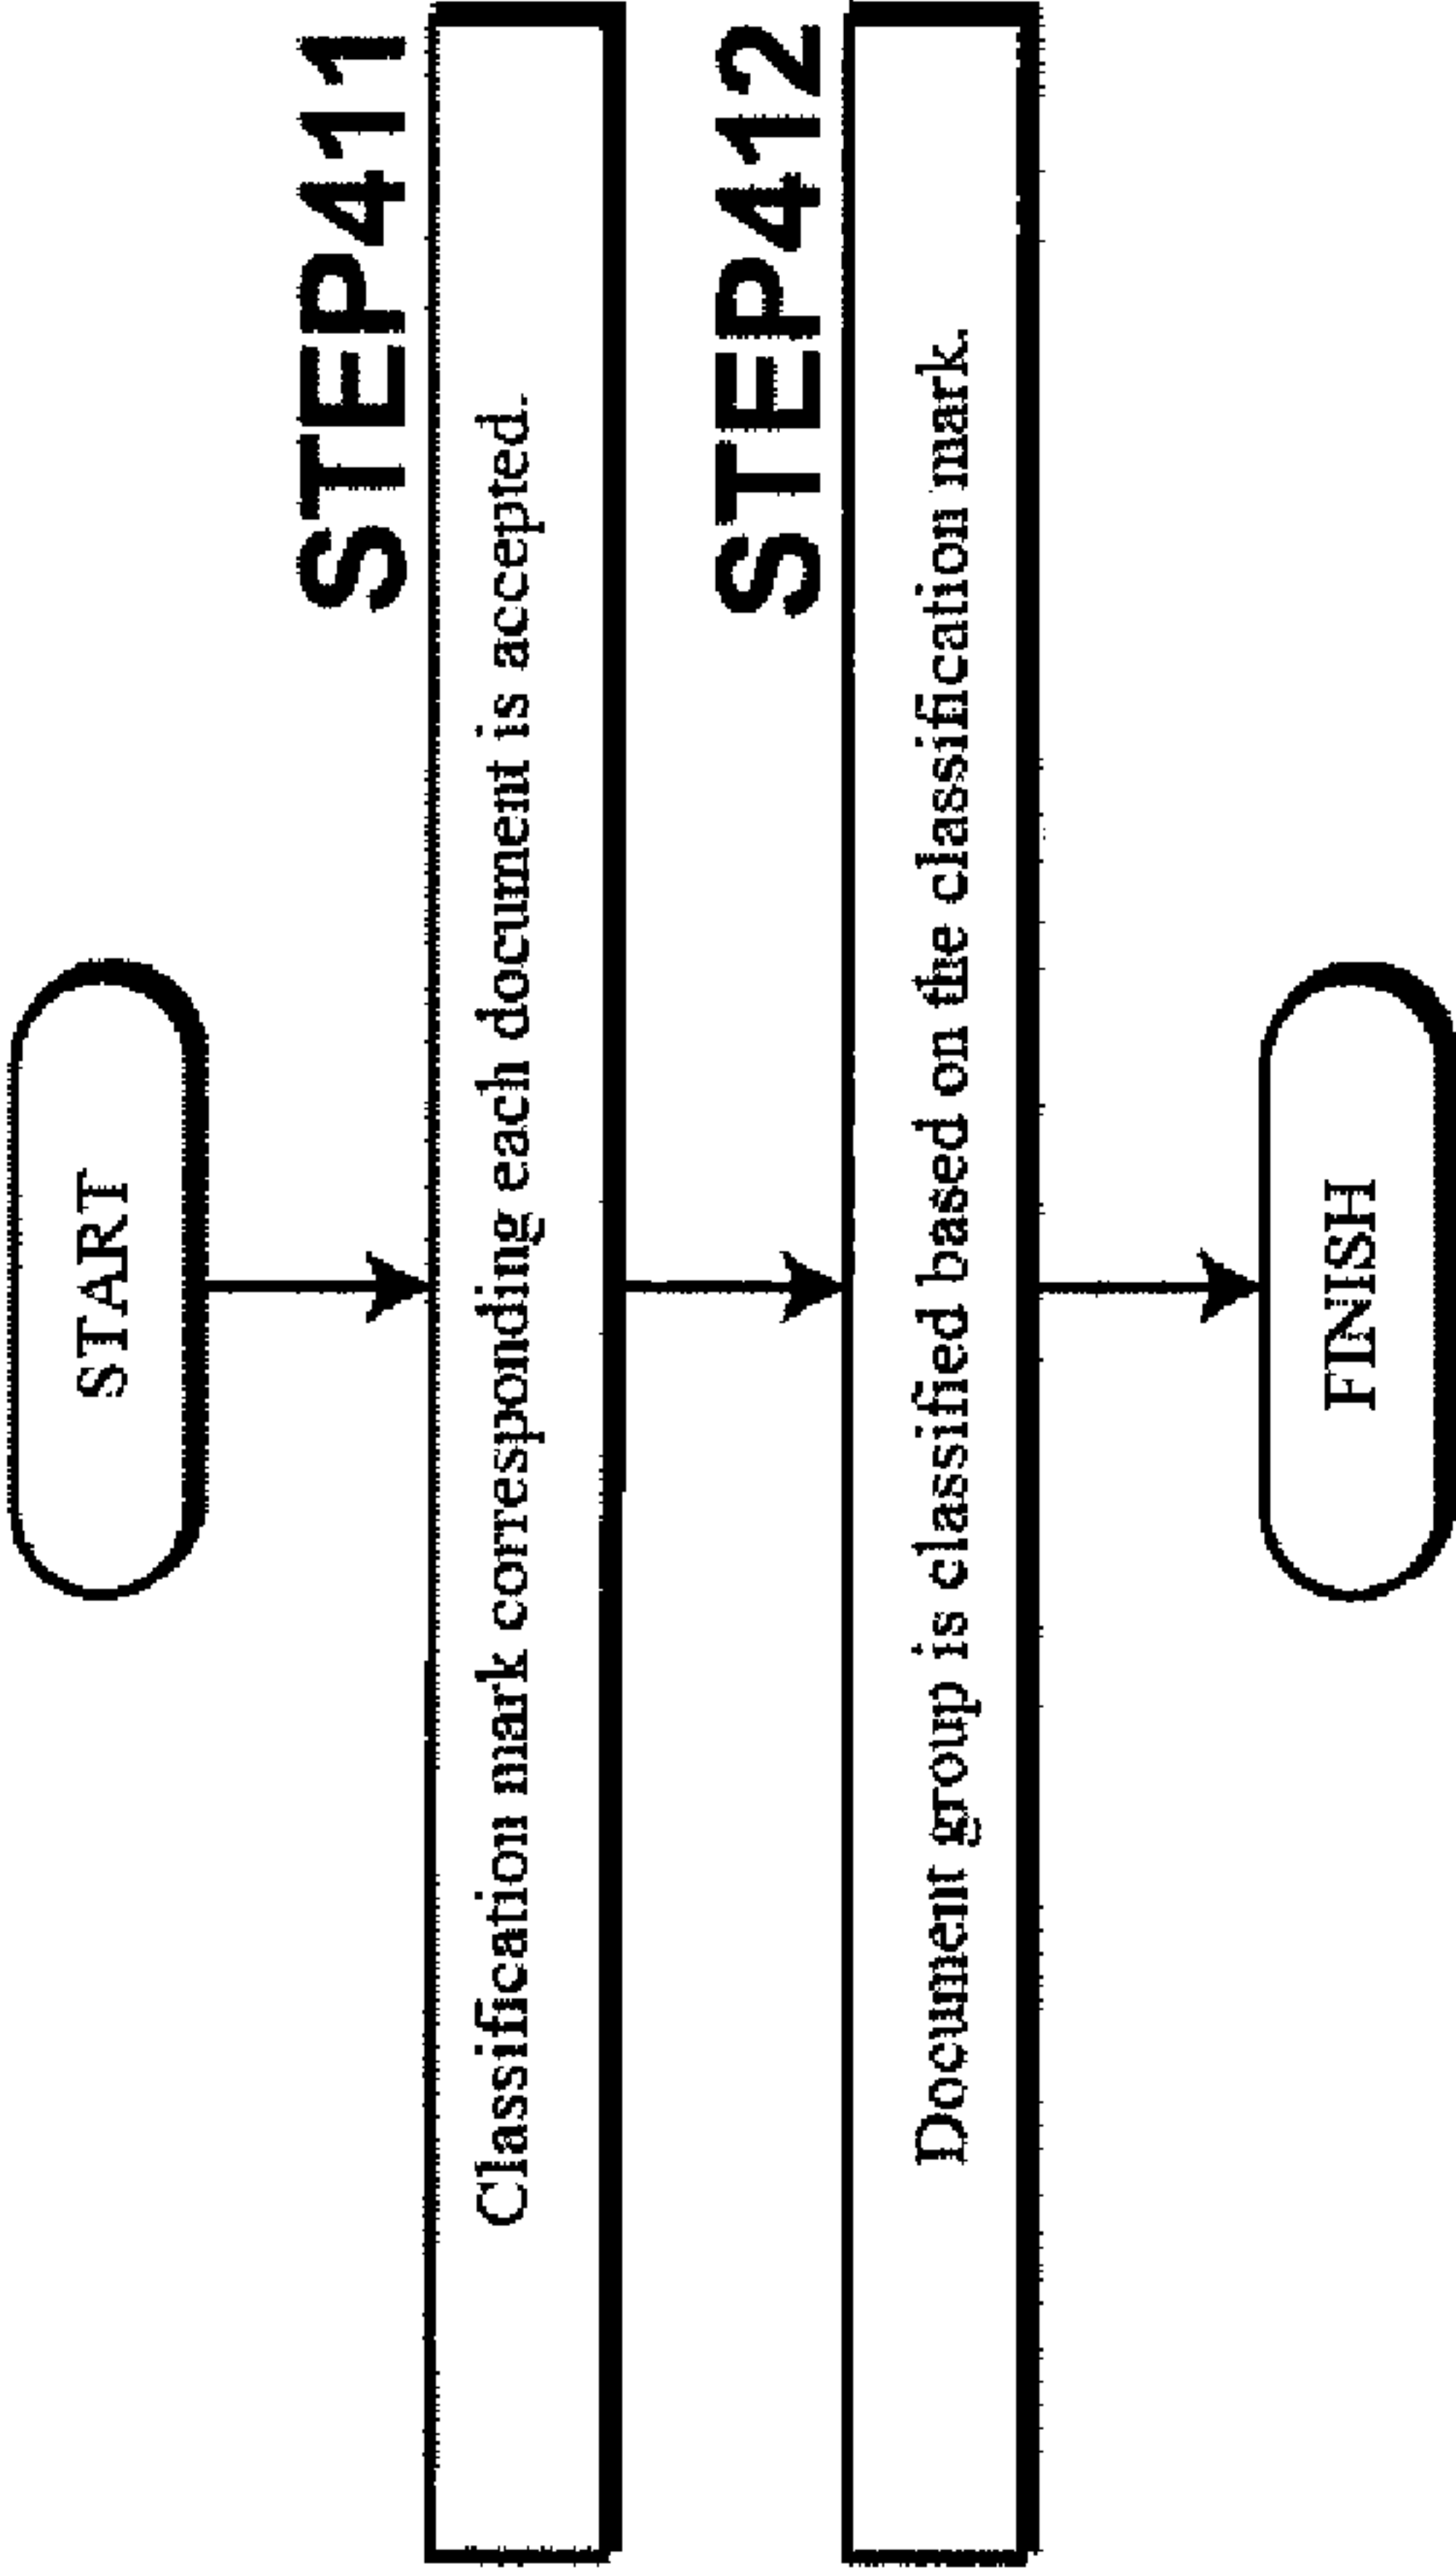 START
STEP411
Classification mark corresponding each document is accepted.
STEP412
Document group is classified based on the classification mark.
FINISH